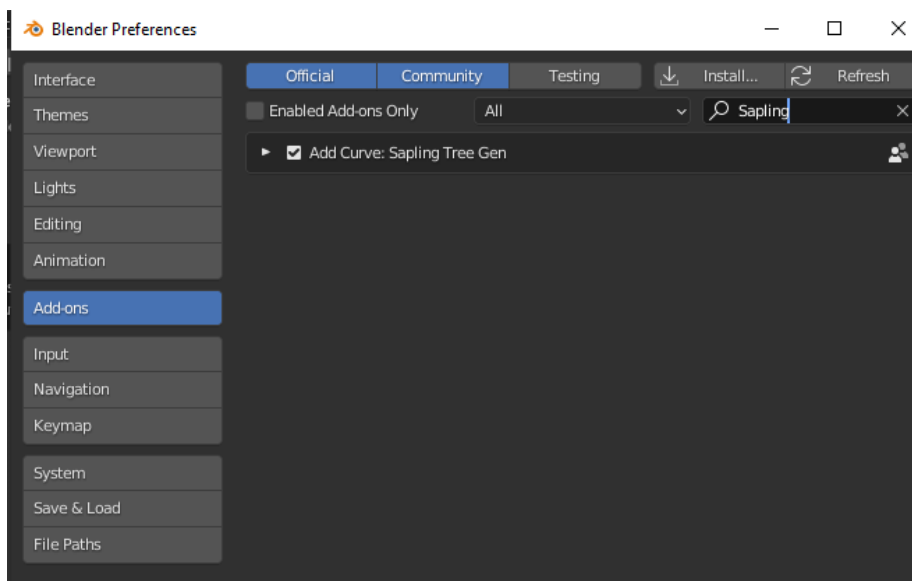 Blender Preferences
Interface
Themes
Viewport
Lights
Editing
Animation
Add-ons
Input
Navigation
Keymap
System
Save & Load
File Paths
Official Community Testing Install... Refresh
Enabled Add-ons Only All Sapling
Add Curve: Sapling Tree Gen